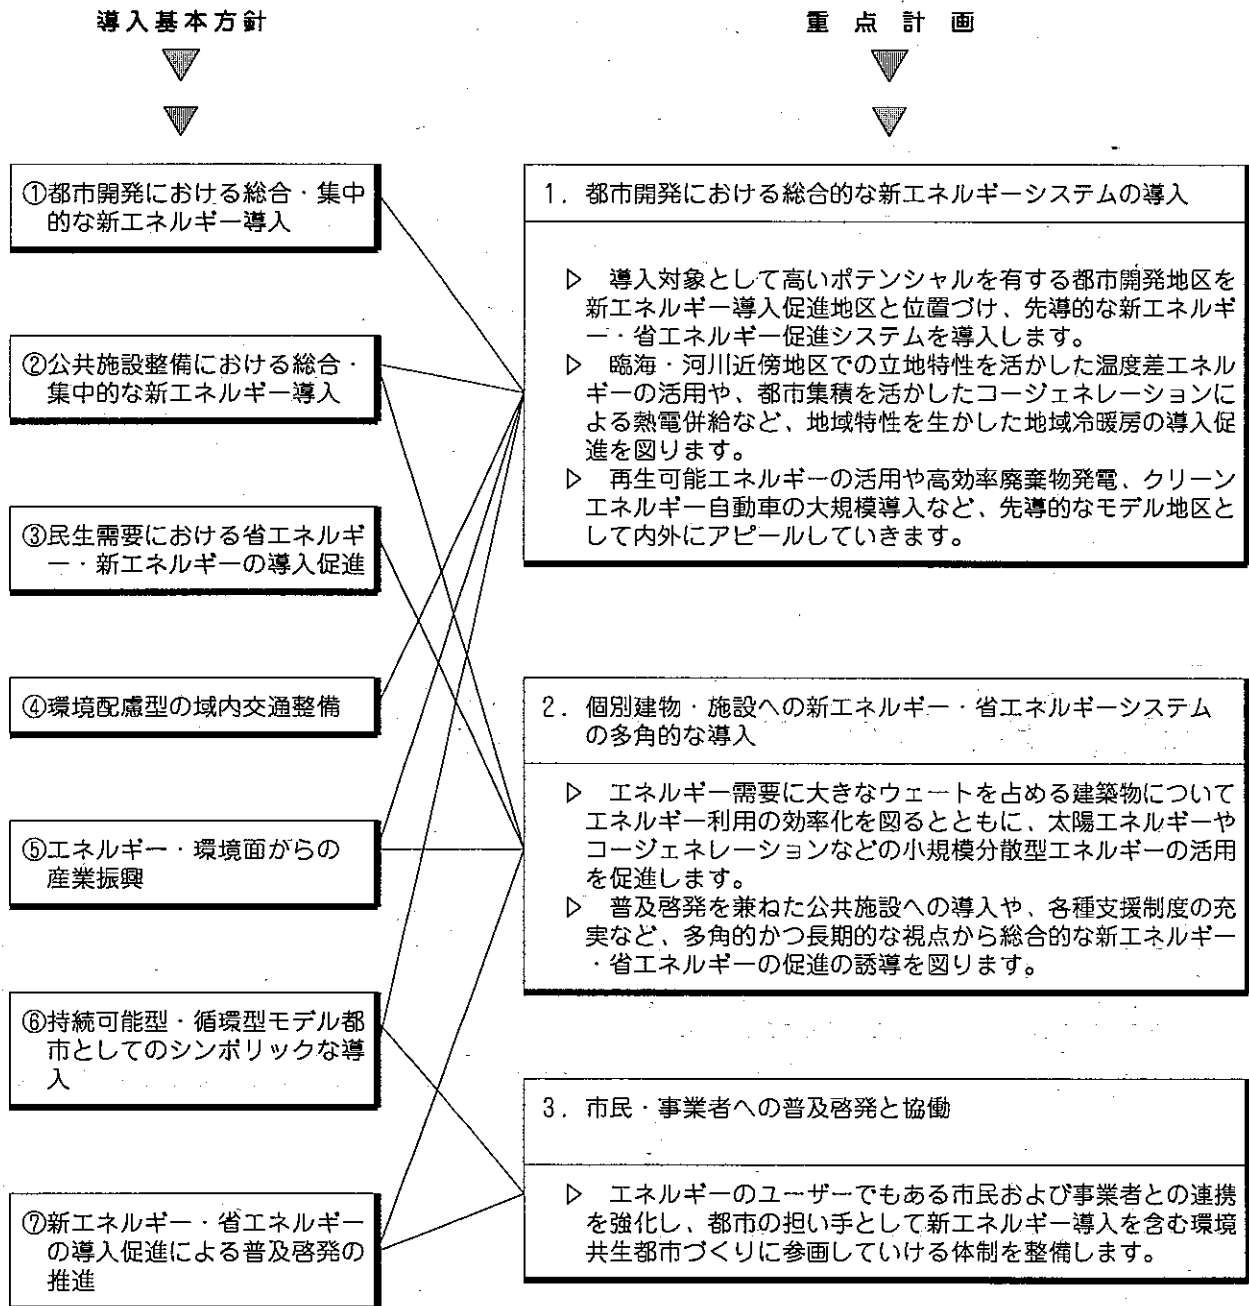 導入基本方針
①都市開発における総合・集中
的な新エネルギー導入
②公共施設整備における総合・
集中的な新エネルギー導入
③民生需要における省エネルギ
ー・新エネルギーの導入促進
④環境配慮型の域内交通整備
⑤エネルギー・環境面がらの
産業振興
⑥持続可能型・循環型モデル都
市としてのシンボリックな導
入
⑦新エネルギー・省エネルギー
の導入促進による普及啓発の
推進
重点計画
1．都市開発における総合的な新エネルギーシステムの導入
▷　導入対象として高いポテンシャルを有する都市開発地区を
新エネルギー導入促進地区と位置づけ、先導的な新エネルギ
ー・省エネルギー促進システムを導入します。
▷　臨海・河川近傍地区での立地特性を活かした温度差エネル
ギーの活用や、都市集積を活かしたコージェネレーションに
よる熱電併給など、地域特性を生かした地域冷暖房の導入促
進を図ります。
▷　再生可能エネルギーの活用や高効率廃棄物発電、クリーン
エネルギー自動車の大規模導入など、先導的なモデル地区と
して内外にアピールしていきます。
2．個別建物・施設への新エネルギー・省エネルギーシステム
の多角的な導入
▷　エネルギー需要に大きなウェートを占める建築物について
エネルギー利用の効率化を図るとともに、太陽エネルギーや
コージェネレーションなどの小規模分散型エネルギーの活用
を促進します。
▷　普及啓発を兼ねた公共施設への導入や、各種支援制度の充
実など、多角的かつ長期的な視点から総合的な新エネルギー
・省エネルギーの促進の誘導を図ります。
3．市民・事業者への普及啓発と協働
▷　エネルギーのユーザーでもある市民および事業者との連携
を強化し、都市の担い手として新エネルギー導入を含む環境
共生都市づくりに参画していける体制を整備します。